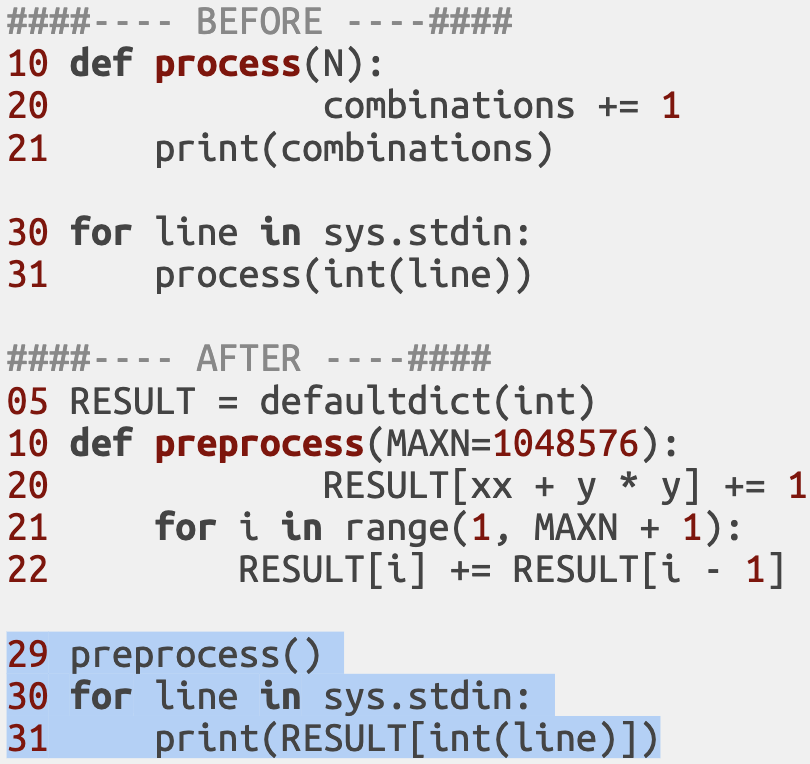 ####---- BEFORE ----####
10 def process(N):
20             combinations += 1
21     print(combinations)

30 for line in sys.stdin:
31     process(int(line))

####---- AFTER ----####
05 RESULT = defaultdict(int)
10 def preprocess(MAXN=1048576):
20             RESULT[xx + y * y] += 1
21     for i in range(1, MAXN + 1):
22         RESULT[i] += RESULT[i - 1]

29 preprocess()
30 for line in sys.stdin:
31     print(RESULT[int(line)])